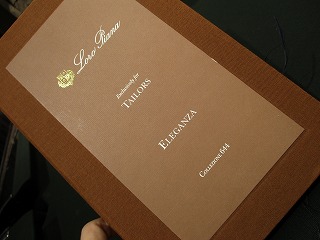 Loro Piana
Exclusively for
TAILORS
ELEGANZA
COLLEZIONE 644